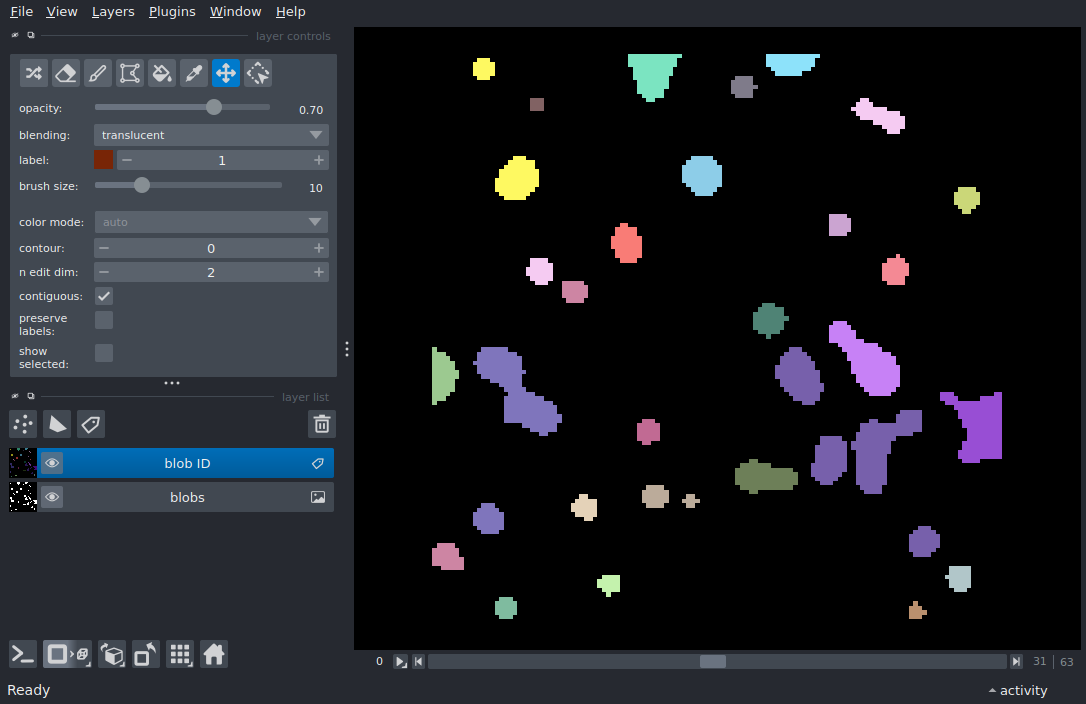 File View Layers Plugins Window Help
layer controls
opacity: 0.70
blending: translucent
label: 1
brush size: 10
color mode: auto
contour: 0
n edit dim: 2
contiguous:
preserve
labels:
show
selected:
layer list
blob ID
blobs
0 31 | 63
Ready activity